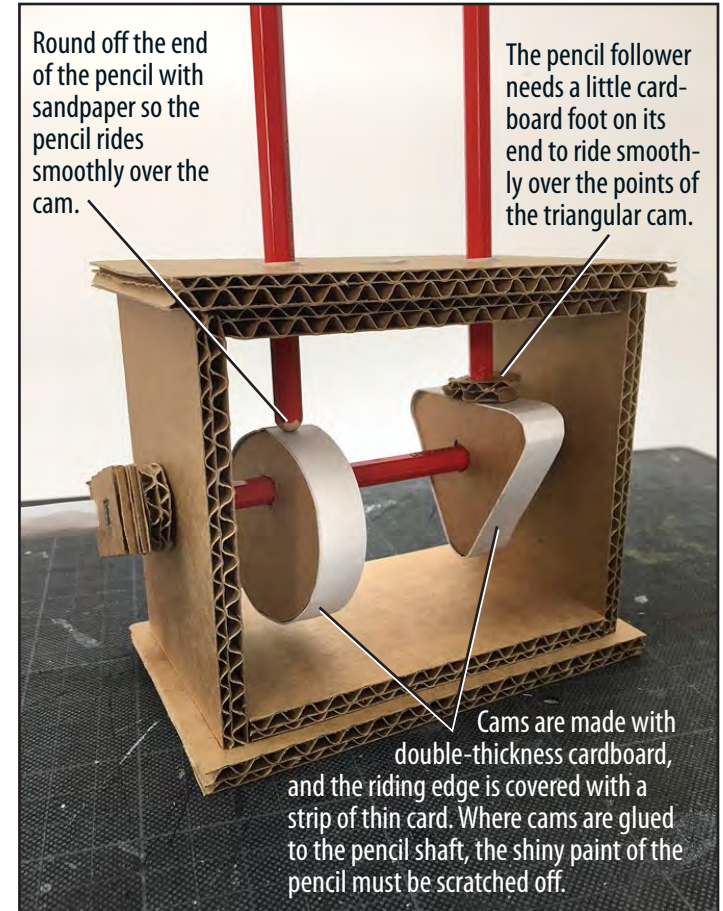 Round off the end
of the pencil with
sandpaper so the
pencil rides
smoothly over the
cam.
The pencil follower
needs a little card-
board foot on its
end to ride smooth-
ly over the points of
the triangular cam.
Cams are made with
double-thickness cardboard,
and the riding edge is covered with a
strip of thin card. Where cams are glued
to the pencil shaft, the shiny paint of the
pencil must be scratched off.